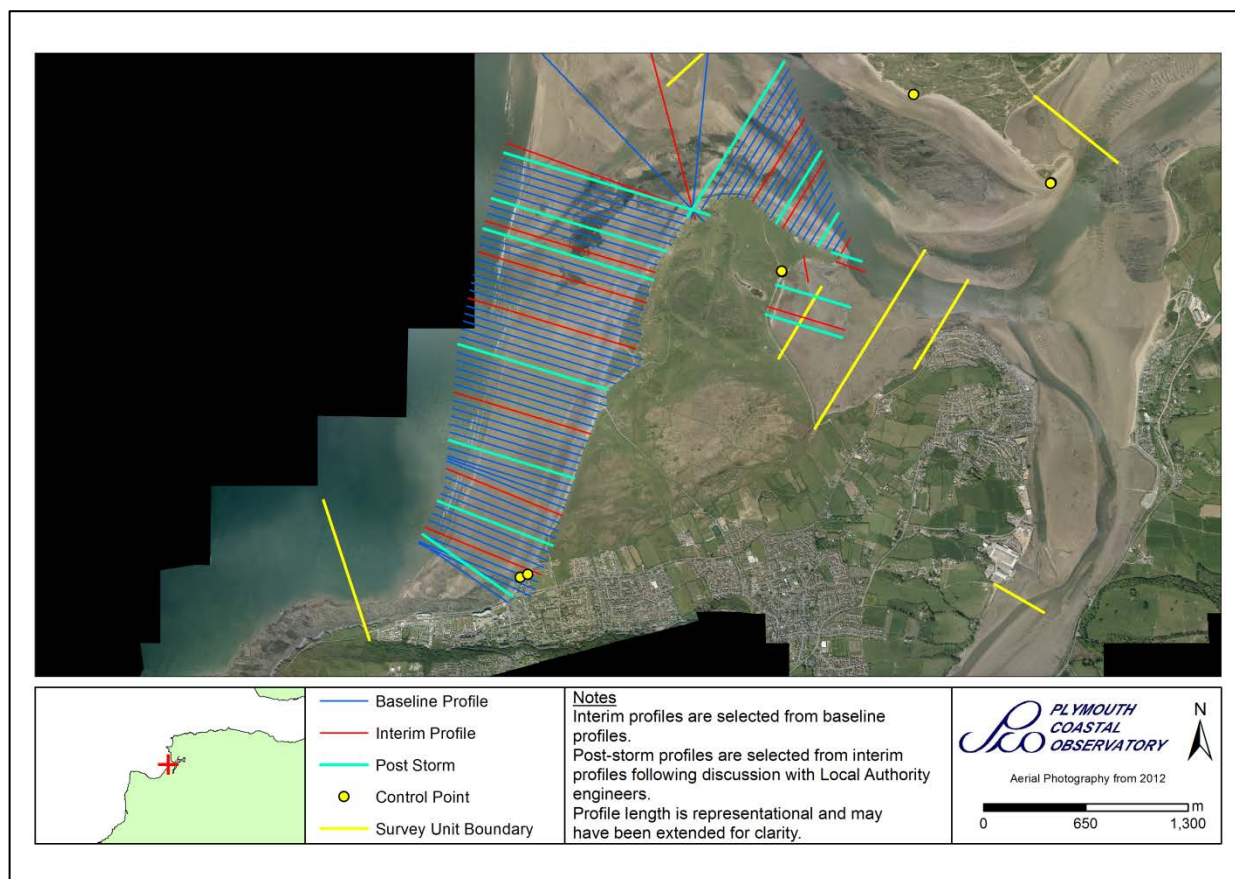 Baseline Profile
Interim Profile
Post Storm
Control Point
Survey Unit Boundary
Notes
Interim profiles are selected from baseline
profiles.
Post-storm profiles are selected from interim
profiles following discussion with Local Authority
engineers.
Profile length is representational and may
have been extended for clarity.
PLYMOUTH
COASTAL
OBSERVATORY
N
Aerial Photography from 2012
m
0 650 1,300